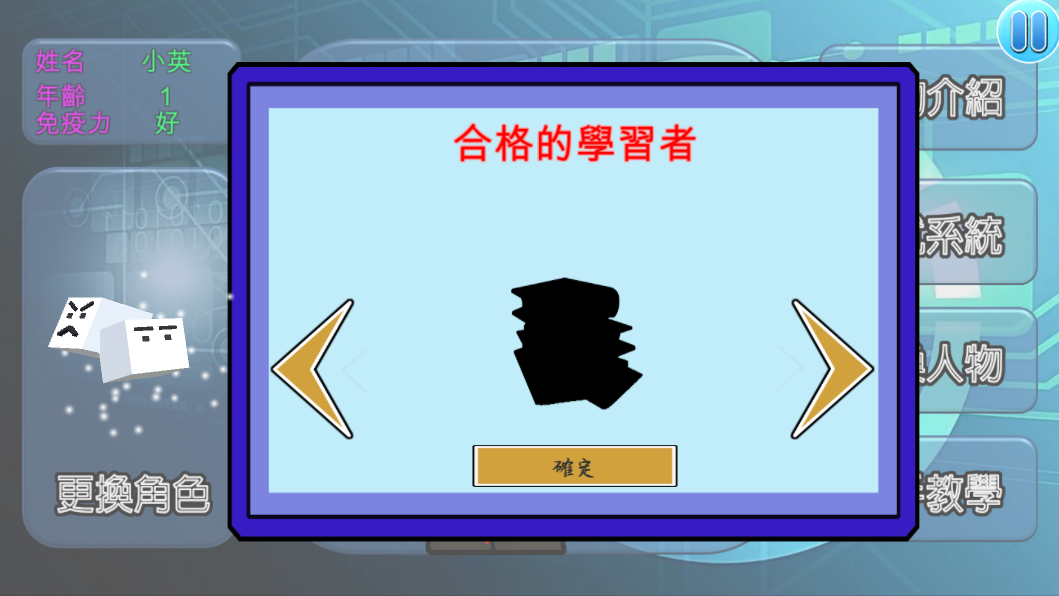 姓名 小英
年齡 1
免疫力 好
合格的學習者
介紹
系統
人物
教學
更換角色
確定